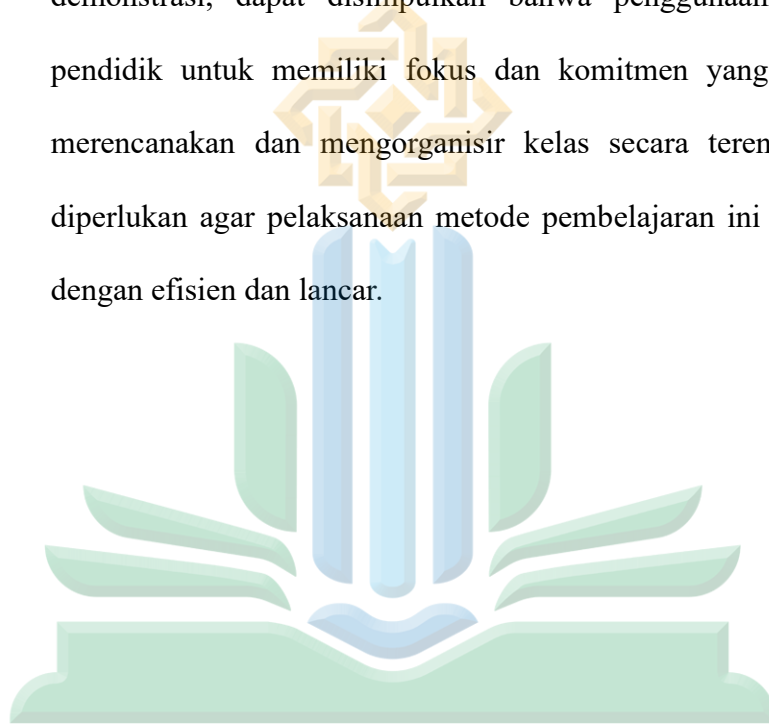 demonstrasi, dapat disimpulkan bahwa penggunaan
pendidik untuk memiliki fokus dan komitmen yang
merencanakan dan mengorganisir kelas secara teren
diperlukan agar pelaksanaan metode pembelajaran ini
dengan efisien dan lancar.